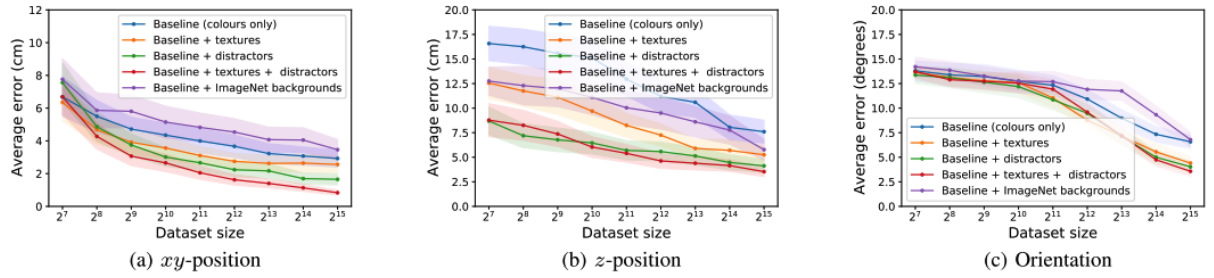 12
10
8
6
4
2
0
Average error (cm)
Baseline (colours only)
Baseline + textures
Baseline + distractors
Baseline + textures + distractors
Baseline + ImageNet backgrounds
2^7 2^8 2^9 2^10 2^11 2^12 2^13 2^14 2^15
Dataset size
(a) xy-position
20.0
17.5
15.0
12.5
10.0
7.5
5.0
2.5
0.0
Average error (cm)
Baseline (colours only)
Baseline + textures
Baseline + distractors
Baseline + textures + distractors
Baseline + ImageNet backgrounds
2^7 2^8 2^9 2^10 2^11 2^12 2^13 2^14 2^15
Dataset size
(b) z-position
20.0
17.5
15.0
12.5
10.0
7.5
5.0
2.5
0.0
Average error (degrees)
Baseline (colours only)
Baseline + textures
Baseline + distractors
Baseline + textures + distractors
Baseline + ImageNet backgrounds
2^7 2^8 2^9 2^10 2^11 2^12 2^13 2^14 2^15
Dataset size
(c) Orientation